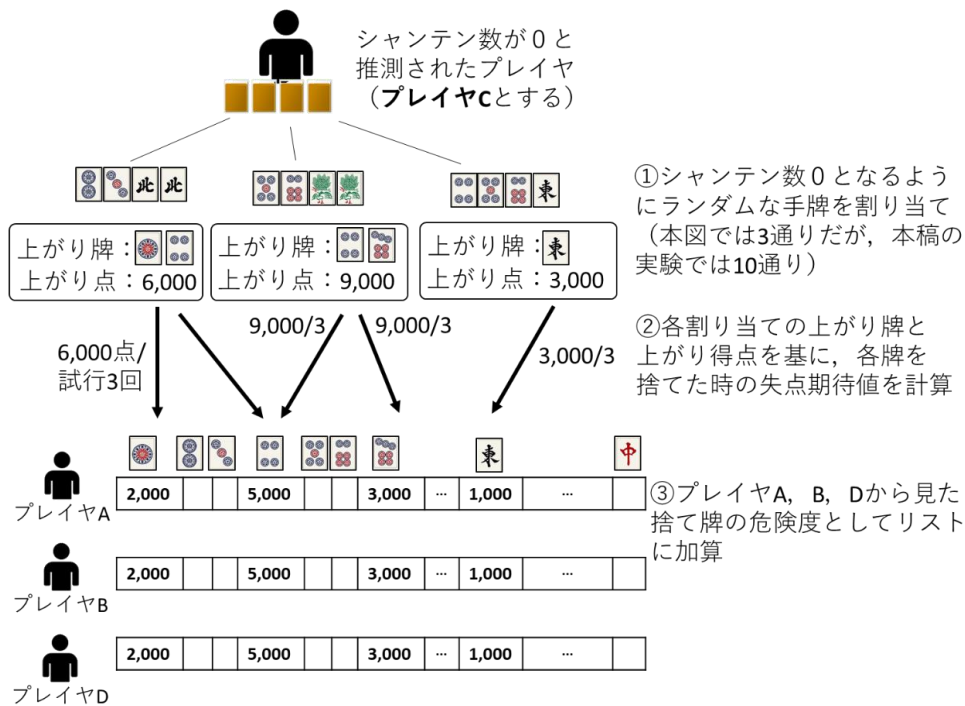 シャンテン数が0と
推測されたプレイヤ
（プレイヤCとする）
北 北
東
上がり牌：
上がり点：6,000
上がり牌：
上がり点：9,000
上がり牌：東
上がり点：3,000
①シャンテン数0となるよう
にランダムな手牌を割り当て
（本図では3通りだが，本稿の
実験では10通り）
6,000点/
試行3回
9,000/3
9,000/3
3,000/3
②各割り当ての上がり牌と
上がり得点を基に，各牌を
捨てた時の失点期待値を計算
東 中
プレイヤA
2,000 5,000 3,000 … 1,000 …
プレイヤB
2,000 5,000 3,000 … 1,000 …
プレイヤD
2,000 5,000 3,000 … 1,000 …
③プレイヤA，B，Dから見た
捨て牌の危険度としてリスト
に加算